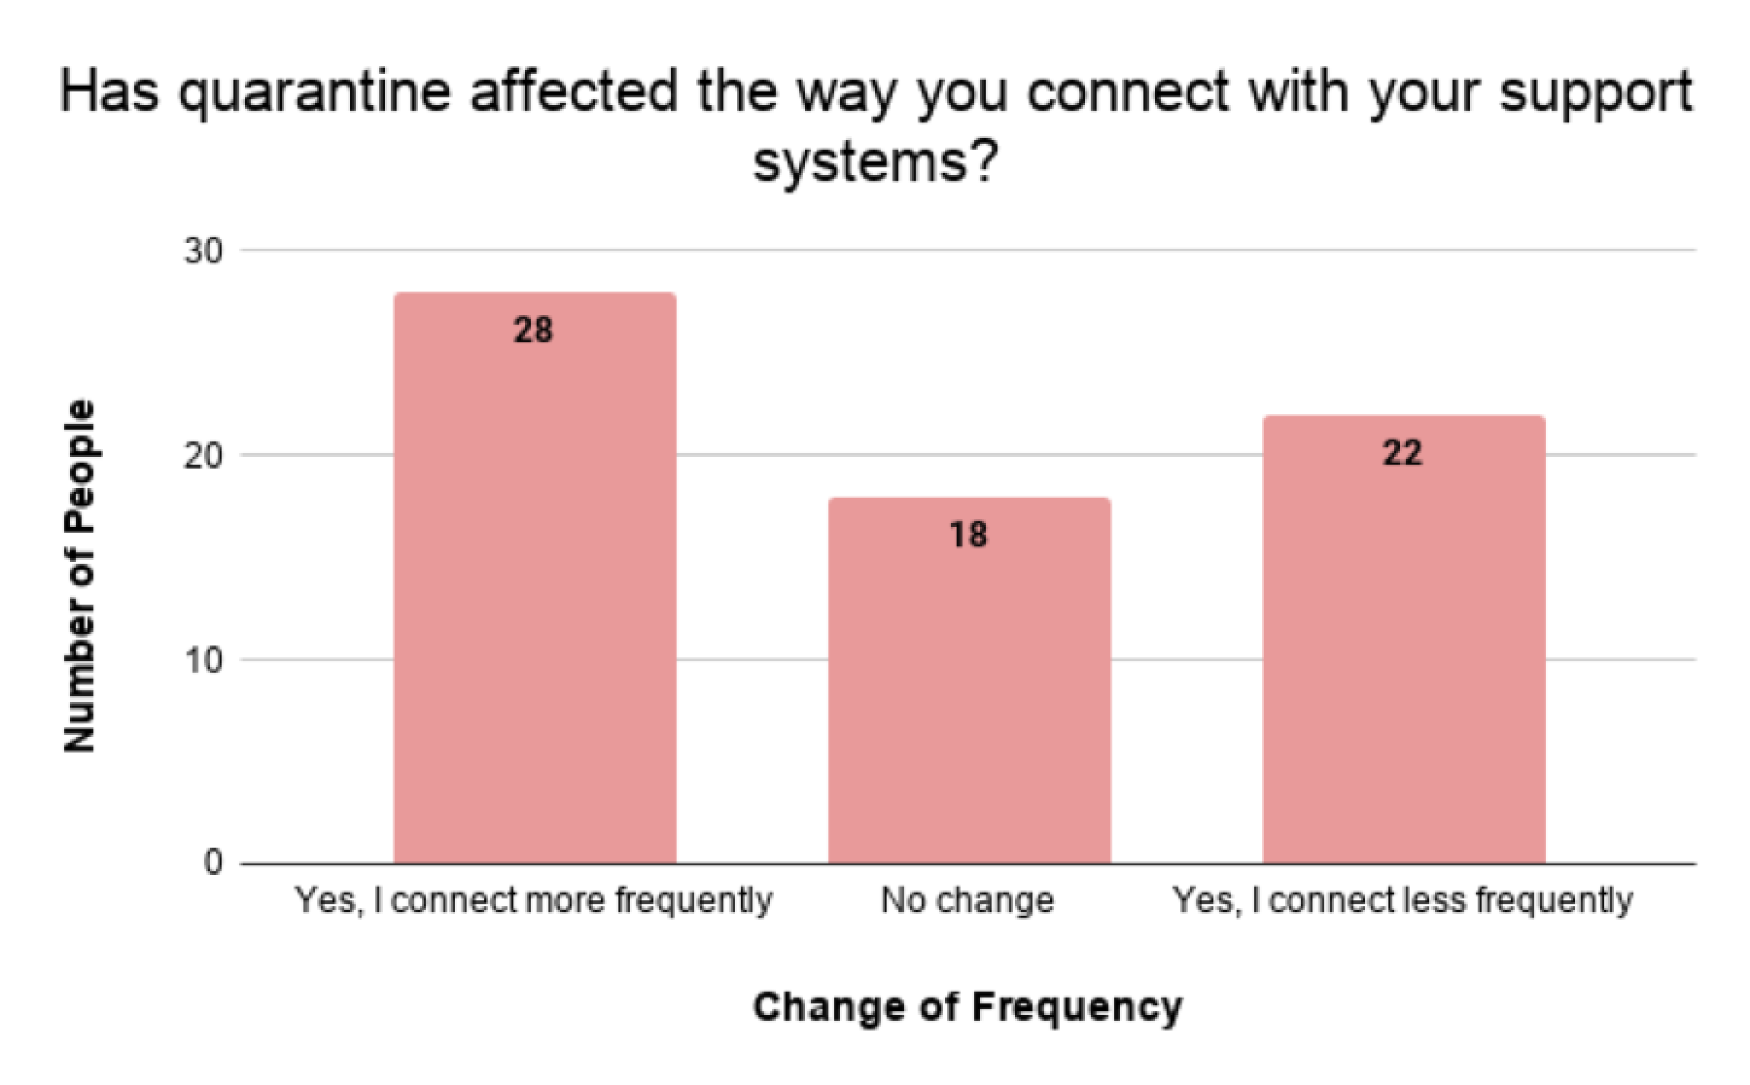 Has quarantine affected the way you connect with your support
systems?
30
28
20
22
18
10
0
Number of People
Yes, I connect more frequently
No change
Yes, I connect less frequently
Change of Frequency